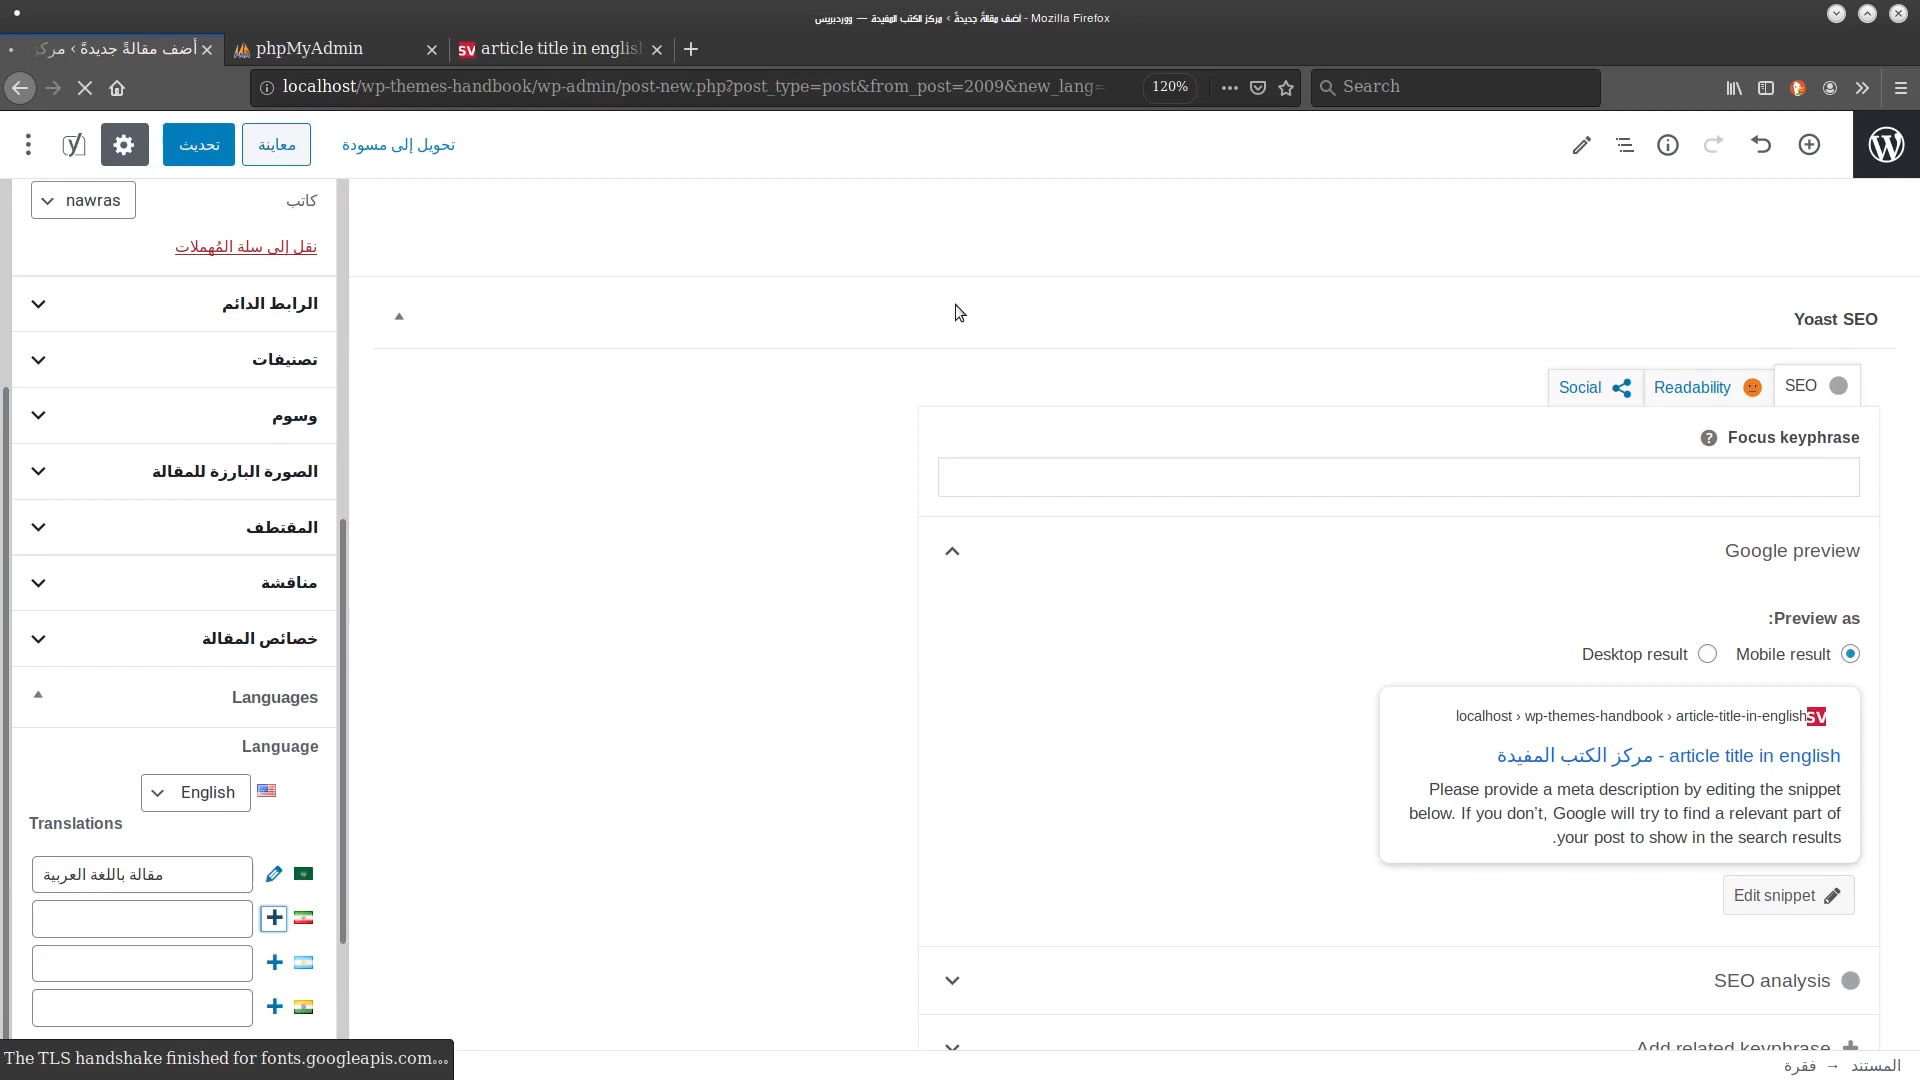 أضف مقالةً جديدةً ‹ مركز الكتب المفيدة — ووردبريس - Mozilla Firefox
أضف مقالةً جديدةً ‹ مركز
phpMyAdmin
SV article title in english
localhost/wp-themes-handbook/wp-admin/post-new.php?post_type=post&from_post=2009&new_lang=
120%
Search
تحديث
معاينة
تحويل إلى مسودة
كاتب
nawras
نقل إلى سلة المُهملات
الرابط الدائم
تصنيفات
وسوم
الصورة البارزة للمقالة
المقتطف
مناقشة
خصائص المقالة
Languages
Language
English
Translations
مقالة باللغة العربية
The TLS handshake finished for fonts.googleapis.com...
Yoast SEO
SEO
Readability
Social
Focus keyphrase
Google preview
:Preview as
Mobile result
Desktop result
localhost › wp-themes-handbook › article-title-in-english SV
article title in english - مركز الكتب المفيدة
Please provide a meta description by editing the snippet
below. If you don’t, Google will try to find a relevant part of
.your post to show in the search results
Edit snippet
SEO analysis
Add related keyphrase
المستند → فقرة